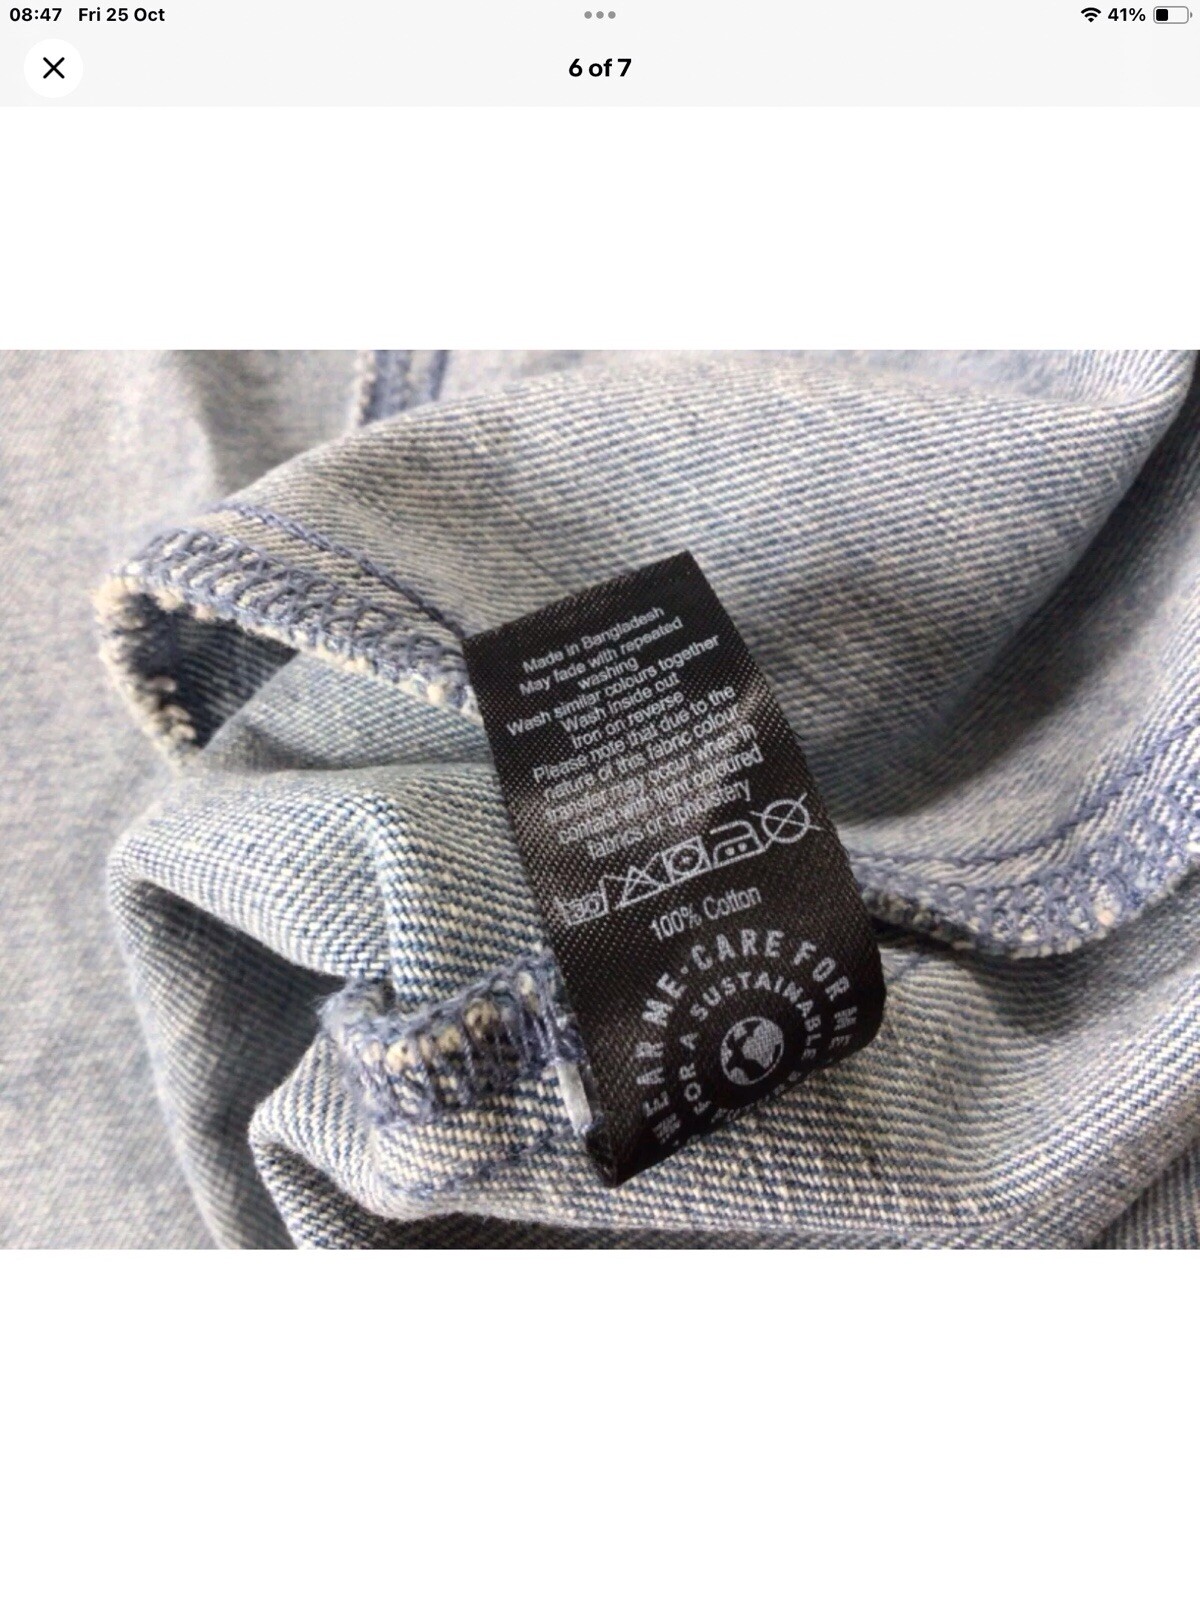 08:47 Fri 25 Oct
41%
6 of 7
Made in Bangladesh
May fade with repeated
washing
Wash similar colours together
Wash inside out
Iron on reverse
Please note that due to the
nature of this fabric colour
transfer may occur when in
contact with light coloured
fabrics or upholstery
30
100% Cotton
WEAR ME · CARE FOR ME ·
FOR A SUSTAINABLE